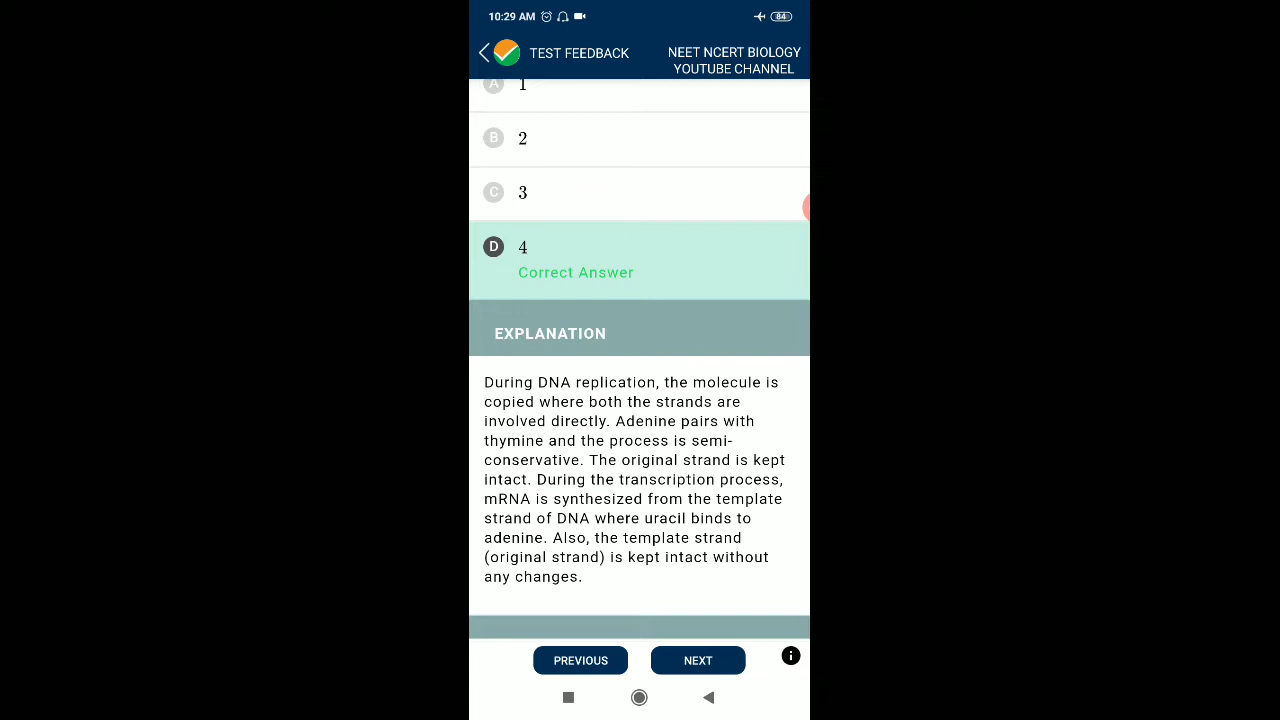 10:29 AM 84
TEST FEEDBACK
NEET NCERT BIOLOGY
YOUTUBE CHANNEL
A 1
B 2
C 3
D 4
Correct Answer
EXPLANATION
During DNA replication, the molecule is
copied where both the strands are
involved directly. Adenine pairs with
thymine and the process is semi-
conservative. The original strand is kept
intact. During the transcription process,
mRNA is synthesized from the template
strand of DNA where uracil binds to
adenine. Also, the template strand
(original strand) is kept intact without
any changes.
PREVIOUS NEXT